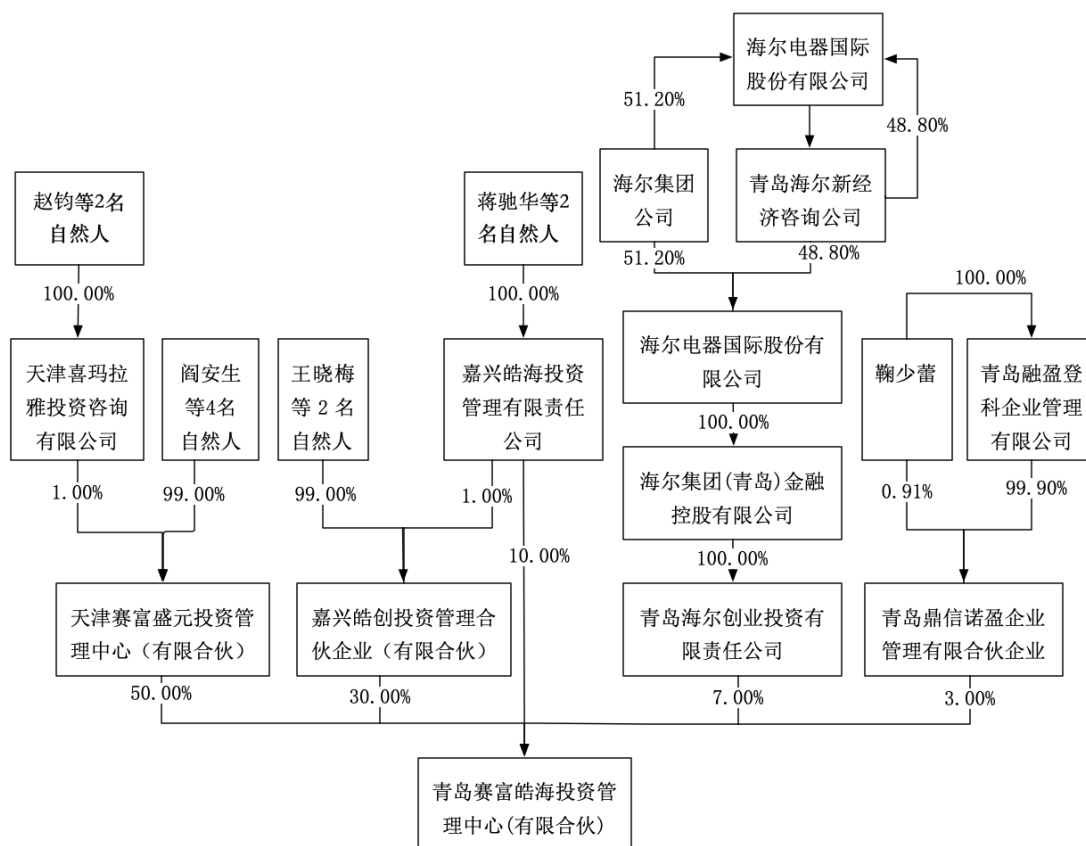 海尔电器国际
股份有限公司
51.20%
48.80%
赵钧等2名
自然人
蒋驰华等2
名自然人
海尔集团
公司
青岛海尔新经
济咨询公司
51.20%
48.80%
100.00%
100.00%
100.00%
天津喜玛拉
雅投资咨询
有限公司
阎安生
等4名
自然人
王晓梅
等 2 名
自然人
嘉兴皓海投资
管理有限责任
公司
海尔电器国际股份有
限公司
鞠少蕾
青岛融盈登
科企业管理
有限公司
100.00%
1.00%
99.00%
99.00%
1.00%
海尔集团(青岛)金融
控股有限公司
0.91%
99.90%
10.00%
100.00%
天津赛富盛元投资管
理中心（有限合伙）
嘉兴皓创投资管理合
伙企业（有限合伙）
青岛海尔创业投资有
限责任公司
青岛鼎信诺盈企业
管理有限合伙企业
50.00%
30.00%
7.00%
3.00%
青岛赛富皓海投资管
理中心(有限合伙)